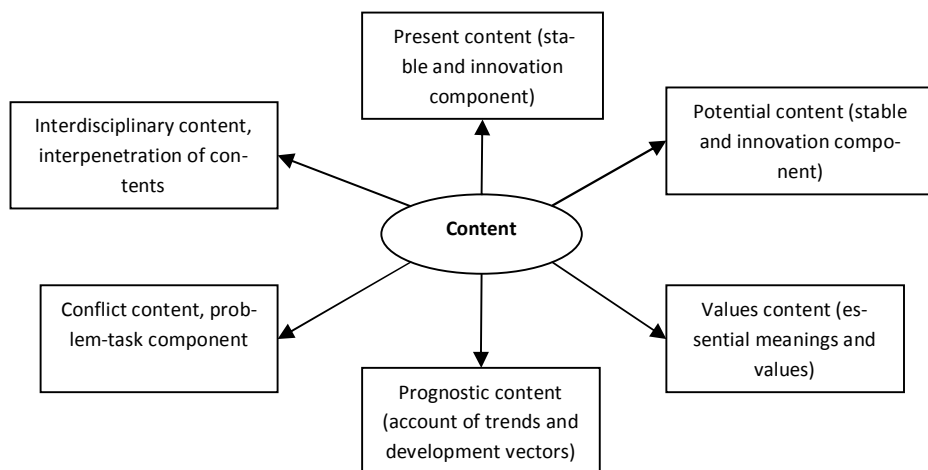 Present content (sta-
ble and innovation
component)
Potential content (stable
and innovation compo-
nent)
Interdisciplinary content,
interpenetration of con-
tents
Content
Conflict content, prob-
lem-task component
Values content (es-
sential meanings and
values)
Prognostic content
(account of trends and
development vectors)